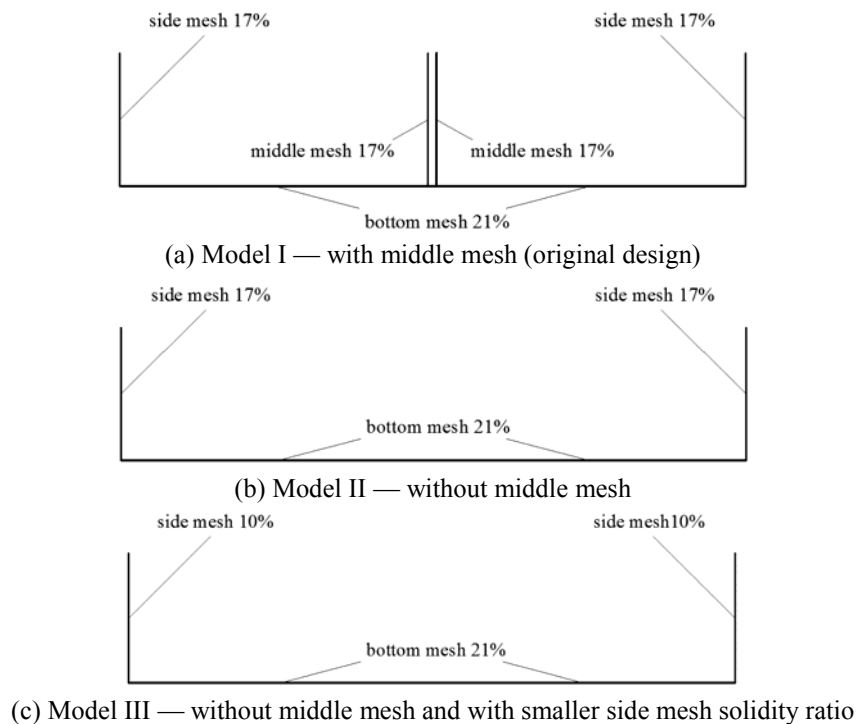 side mesh 17% side mesh 17%
middle mesh 17% middle mesh 17%
bottom mesh 21%
(a) Model I — with middle mesh (original design)
side mesh 17% side mesh 17%
bottom mesh 21%
(b) Model II — without middle mesh
side mesh 10% side mesh10%
bottom mesh 21%
(c) Model III — without middle mesh and with smaller side mesh solidity ratio